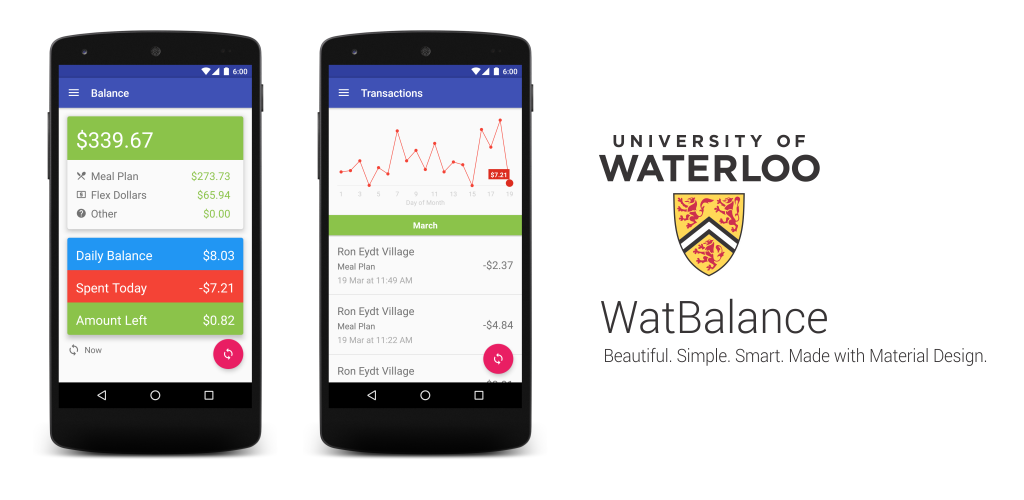 6:00
Balance
$339.67
Meal Plan $273.73
Flex Dollars $65.94
Other $0.00
Daily Balance $8.03
Spent Today -$7.21
Amount Left $0.82
Now
6:00
Transactions
$7.21
1 3 5 7 9 11 13 15 17 19
Day of Month
March
Ron Eydt Village
Meal Plan -$2.37
19 Mar at 11:49 AM
Ron Eydt Village
Meal Plan -$4.84
19 Mar at 11:22 AM
Ron Eydt Village
UNIVERSITY OF
WATERLOO
WatBalance
Beautiful. Simple. Smart. Made with Material Design.